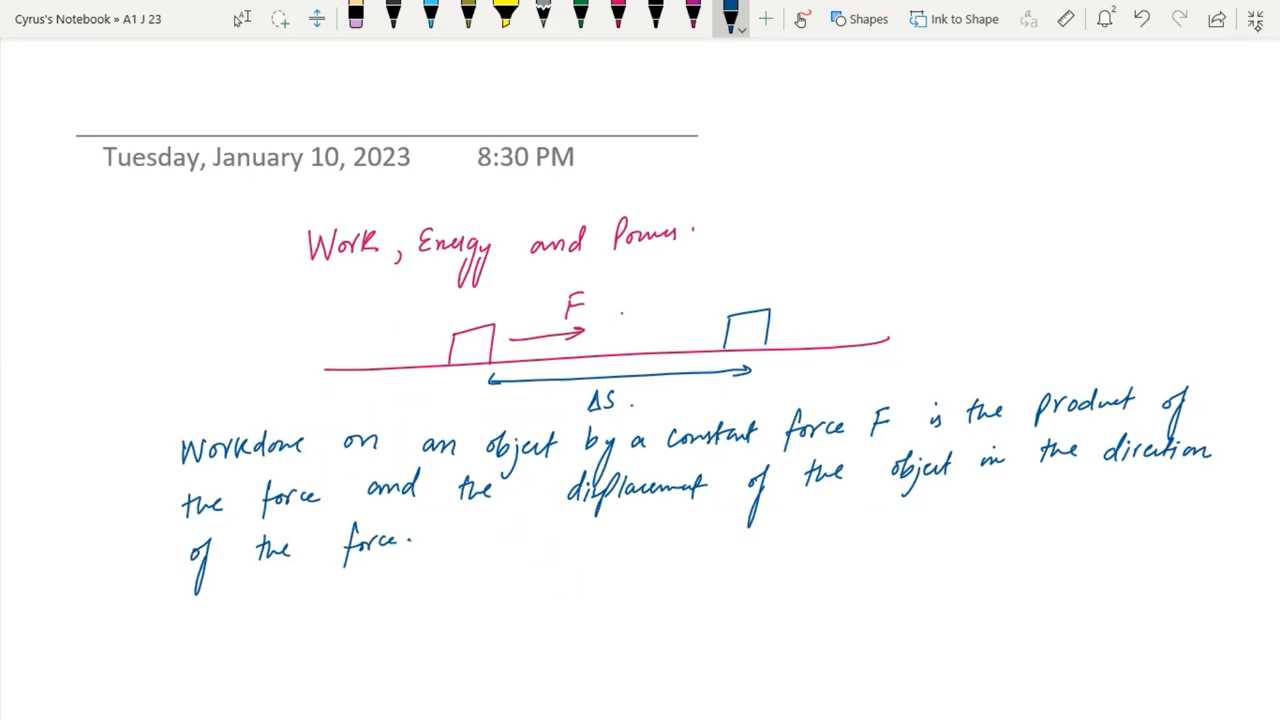 Cyrus's Notebook » A1 J 23
Shapes
Ink to Shape
2
Tuesday, January 10, 2023 8:30 PM
Work, Energy and Power.
F
ΔS.
Workdone on an object by a constant force F is the product of
the force and the displacement of the object in the direction
of the force.